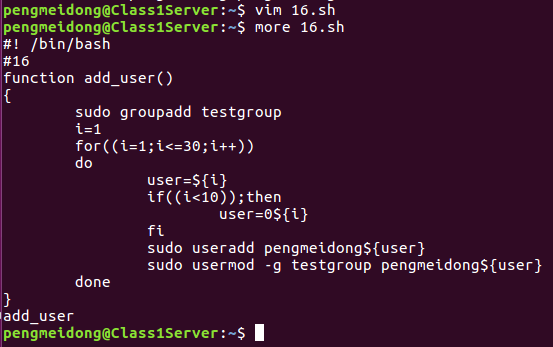 pengmeidong@Class1Server:~$ vim 16.sh
pengmeidong@Class1Server:~$ more 16.sh
#! /bin/bash
#16
function add_user()
{
        sudo groupadd testgroup
        i=1
        for((i=1;i<=30;i++))
        do
                user=${i}
                if((i<10));then
                        user=0${i}
                fi
                sudo useradd pengmeidong${user}
                sudo usermod -g testgroup pengmeidong${user}
        done
}
add_user
pengmeidong@Class1Server:~$